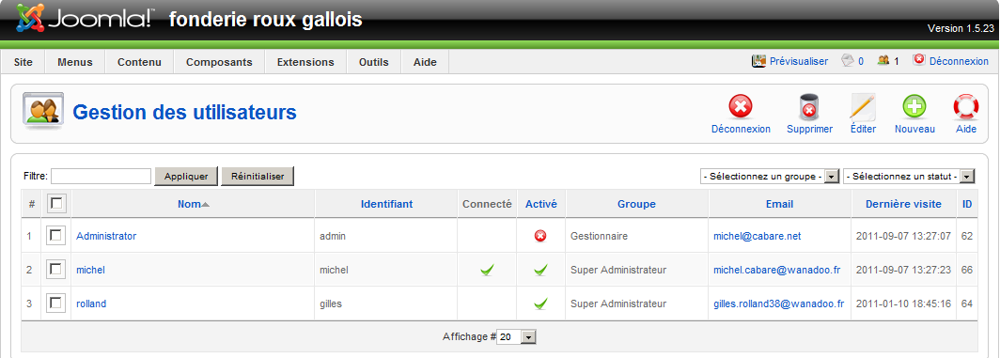 Joomla!™ fonderie roux gallois
Version 1.5.23
Site Menus Contenu Composants Extensions Outils Aide Prévisualiser 0 1 Déconnexion
Gestion des utilisateurs
Déconnexion Supprimer Éditer Nouveau Aide
Filtre: Appliquer Réinitialiser - Sélectionnez un groupe - - Sélectionnez un statut -
# Nom Identifiant Connecté Activé Groupe Email Dernière visite ID
1 Administrator admin Gestionnaire michel@cabare.net 2011-09-07 13:27:07 62
2 michel michel Super Administrateur michel.cabare@wanadoo.fr 2011-09-07 13:27:23 66
3 rolland gilles Super Administrateur gilles.rolland38@wanadoo.fr 2011-01-10 18:45:16 64
Affichage # 20